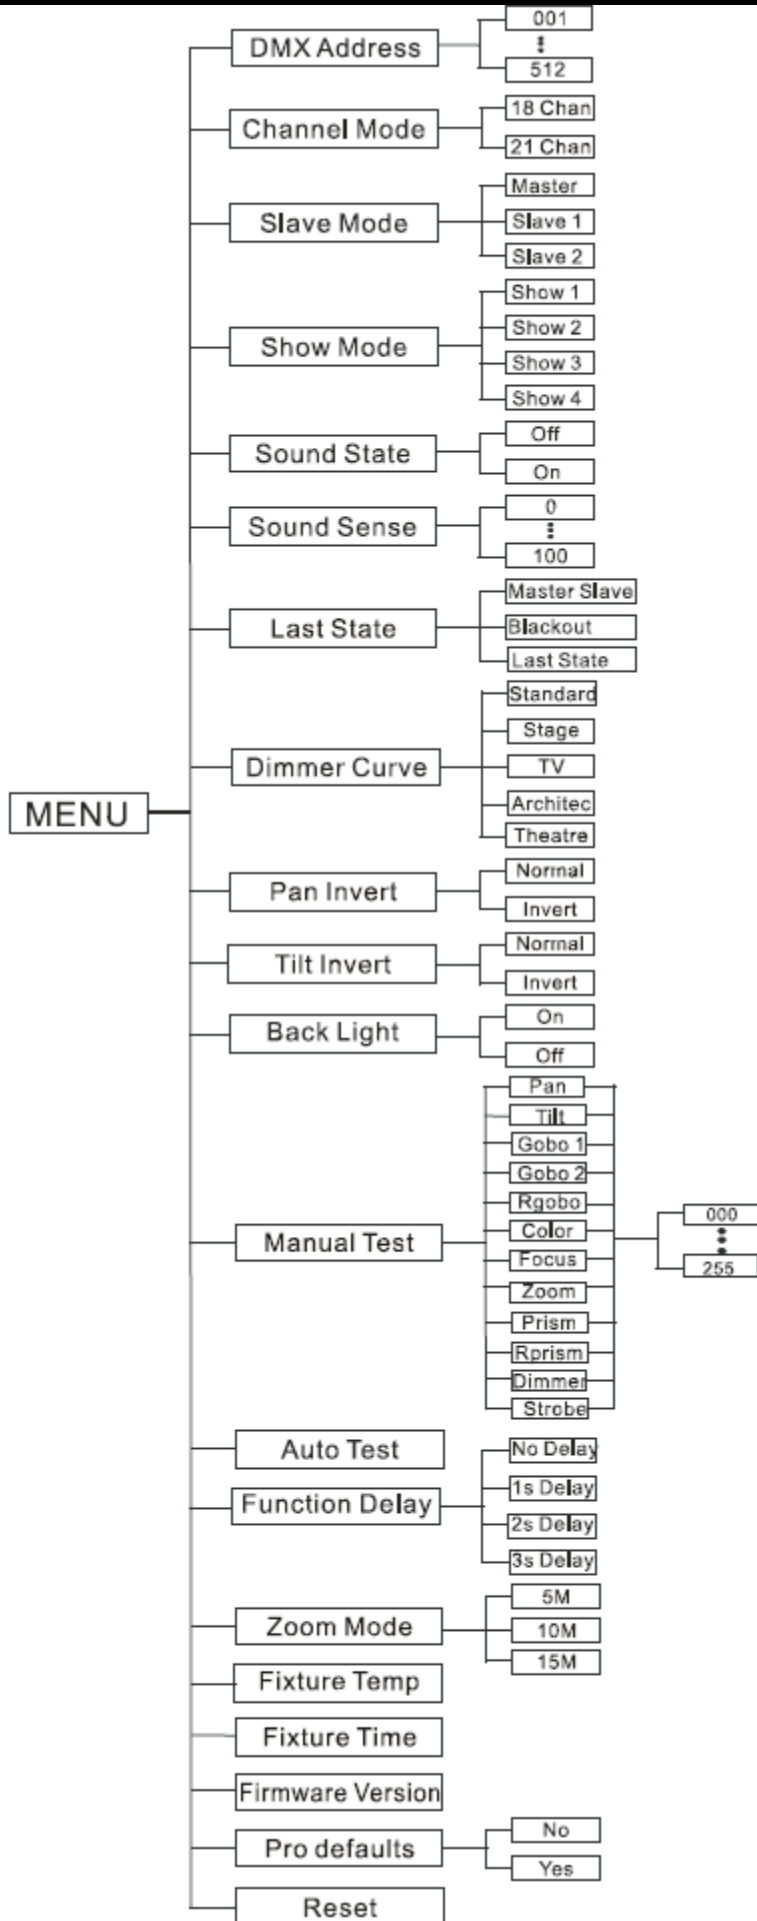 MENU
DMX Address
001
512
Channel Mode
18 Chan
21 Chan
Slave Mode
Master
Slave 1
Slave 2
Show Mode
Show 1
Show 2
Show 3
Show 4
Sound State
Off
On
Sound Sense
0
100
Last State
Master Slave
Blackout
Last State
Dimmer Curve
Standard
Stage
TV
Architec
Theatre
Pan Invert
Normal
Invert
Tilt Invert
Normal
Invert
Back Light
On
Off
Manual Test
Pan
Tilt
Gobo 1
Gobo 2
Rgobo
Color
Focus
Zoom
Prism
Rprism
Dimmer
Strobe
000
255
Auto Test
Function Delay
No Delay
1s Delay
2s Delay
3s Delay
Zoom Mode
5M
10M
15M
Fixture Temp
Fixture Time
Firmware Version
Pro defaults
No
Yes
Reset